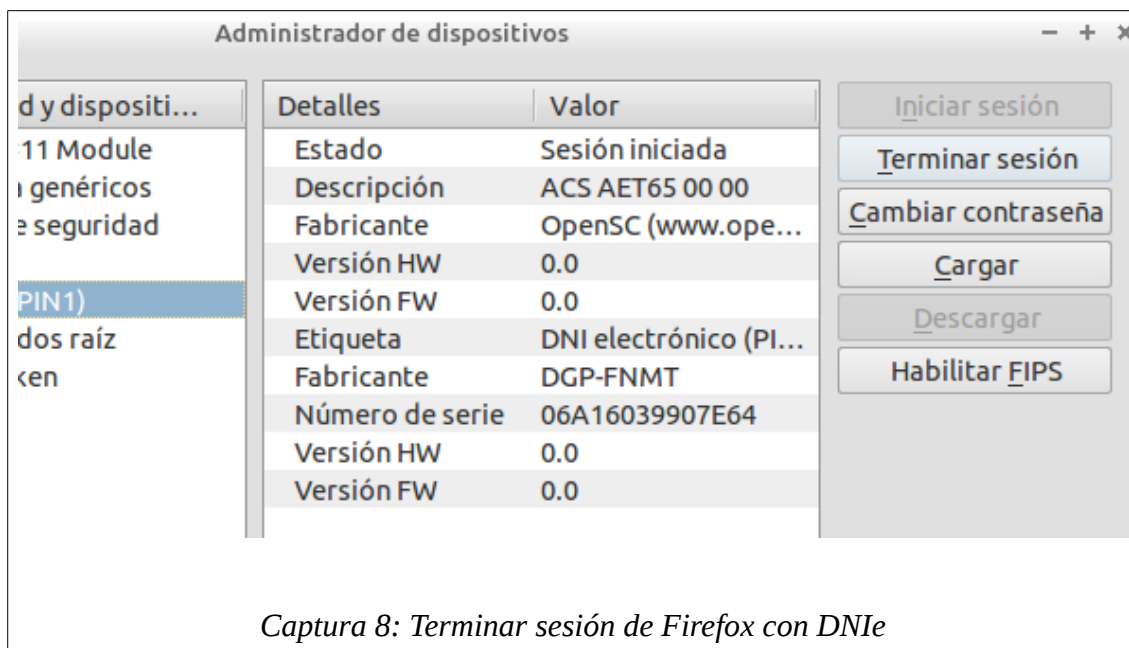 Administrador de dispositivos
d y dispositi...
11 Module
genéricos
e seguridad
PIN1)
dos raíz
ken
Detalles Valor
Estado Sesión iniciada
Descripción ACS AET65 00 00
Fabricante OpenSC (www.ope...
Versión HW 0.0
Versión FW 0.0
Etiqueta DNI electrónico (PI...
Fabricante DGP-FNMT
Número de serie 06A16039907E64
Versión HW 0.0
Versión FW 0.0
Iniciar sesión
Terminar sesión
Cambiar contraseña
Cargar
Descargar
Habilitar FIPS
Captura 8: Terminar sesión de Firefox con DNIe